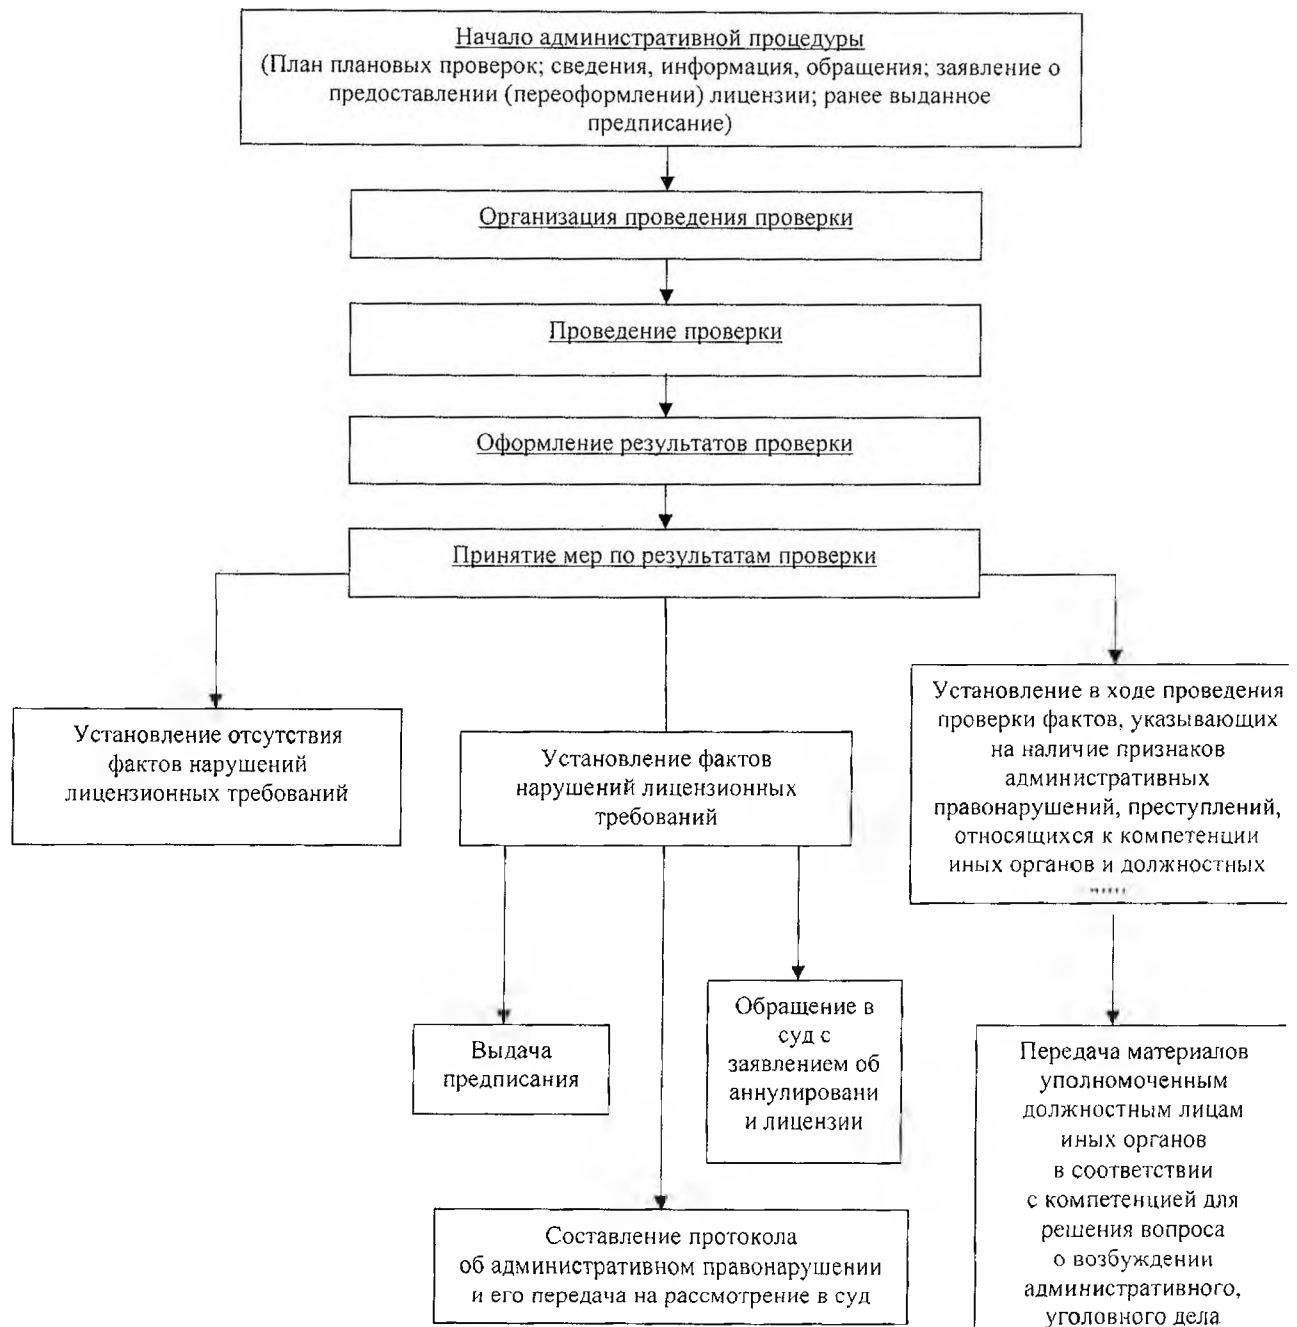 Начало административной процедуры
(План плановых проверок; сведения, информация, обращения; заявление о
предоставлении (переоформлении) лицензии; ранее выданное
предписание)
Организация проведения проверки
Проведение проверки
Оформление результатов проверки
Принятие мер по результатам проверки
Установление отсутствия
фактов нарушений
лицензионных требований
Установление фактов
нарушений лицензионных
требований
Установление в ходе проведения
проверки фактов, указывающих
на наличие признаков
административных
правонарушений, преступлений,
относящихся к компетенции
иных органов и должностных
Выдача
предписания
Обращение в
суд с
заявлением об
аннулировани
и лицензии
Передача материалов
уполномоченным
должностным лицам
иных органов
в соответствии
с компетенцией для
решения вопроса
о возбуждении
административного,
уголовного дела
Составление протокола
об административном правонарушении
и его передача на рассмотрение в суд